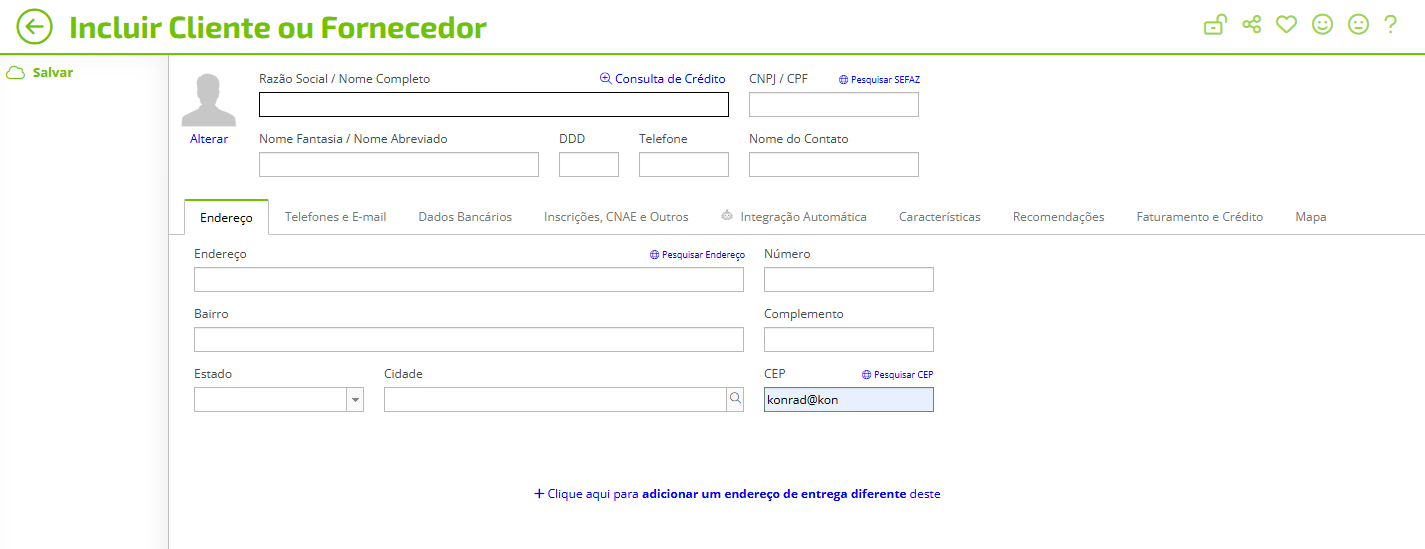 Incluir Cliente ou Fornecedor
?
Salvar
Razão Social / Nome Completo
Consulta de Crédito
CNPJ / CPF
Pesquisar SEFAZ
Alterar
Nome Fantasia / Nome Abreviado
DDD
Telefone
Nome do Contato
Endereço
Telefones e E-mail
Dados Bancários
Inscrições, CNAE e Outros
Integração Automática
Características
Recomendações
Faturamento e Crédito
Mapa
Endereço
Pesquisar Endereço
Número
Bairro
Complemento
Estado
Cidade
CEP
Pesquisar CEP
konrad@kon
+ Clique aqui para adicionar um endereço de entrega diferente deste